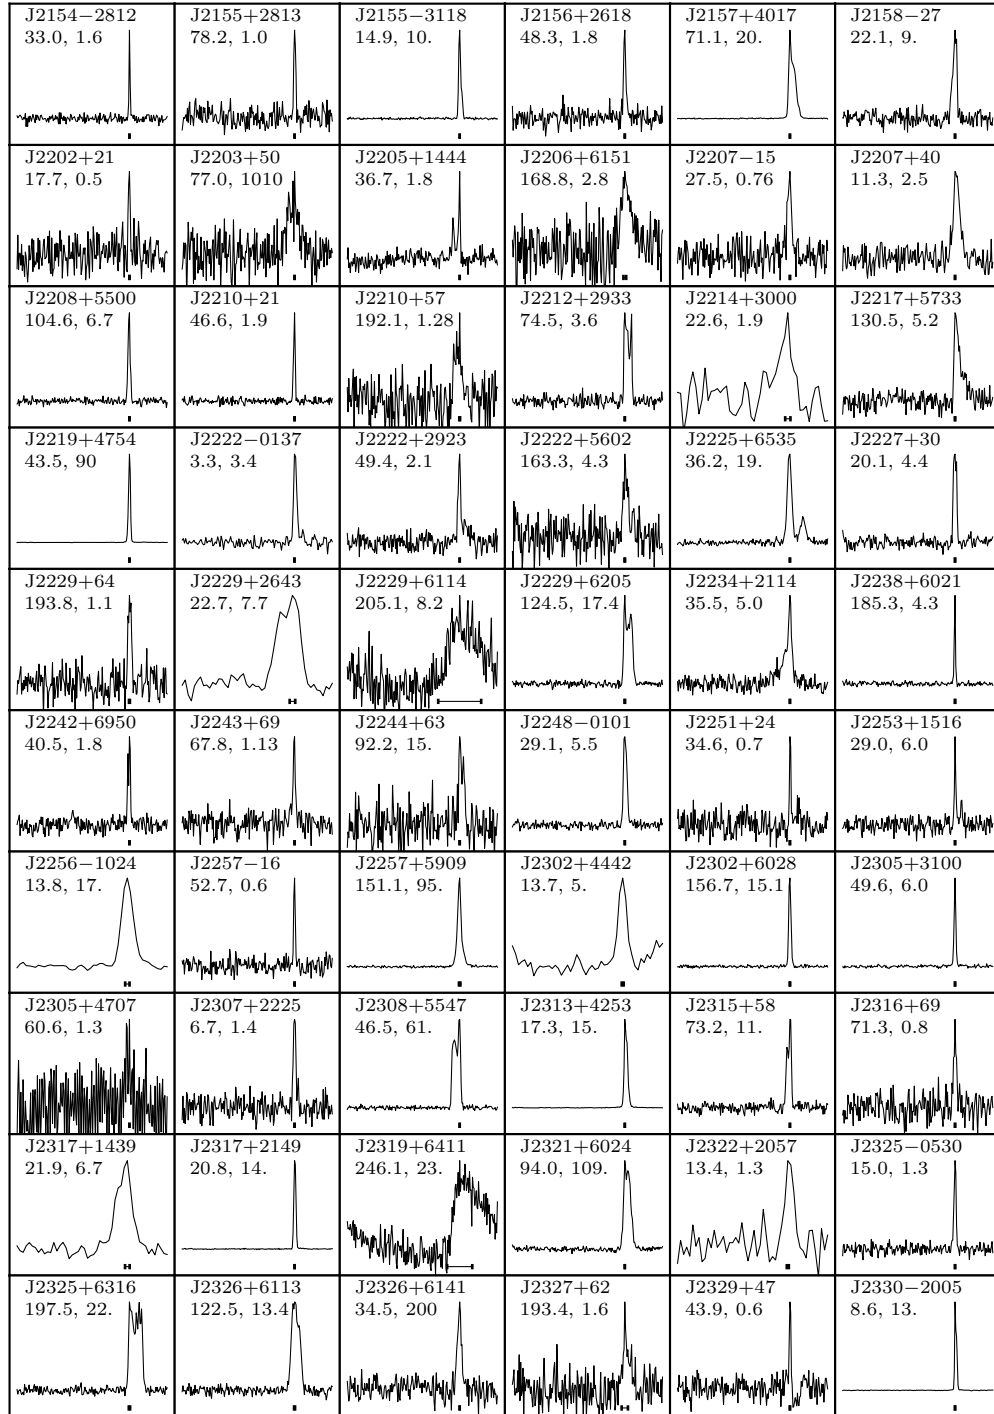 J2154−2812
33.0, 1.6
J2155+2813
78.2, 1.0
J2155−3118
14.9, 10.
J2156+2618
48.3, 1.8
J2157+4017
71.1, 20.
J2158−27
22.1, 9.
J2202+21
17.7, 0.5
J2203+50
77.0, 1010
J2205+1444
36.7, 1.8
J2206+6151
168.8, 2.8
J2207−15
27.5, 0.76
J2207+40
11.3, 2.5
J2208+5500
104.6, 6.7
J2210+21
46.6, 1.9
J2210+57
192.1, 1.28
J2212+2933
74.5, 3.6
J2214+3000
22.6, 1.9
J2217+5733
130.5, 5.2
J2219+4754
43.5, 90
J2222−0137
3.3, 3.4
J2222+2923
49.4, 2.1
J2222+5602
163.3, 4.3
J2225+6535
36.2, 19.
J2227+30
20.1, 4.4
J2229+64
193.8, 1.1
J2229+2643
22.7, 7.7
J2229+6114
205.1, 8.2
J2229+6205
124.5, 17.4
J2234+2114
35.5, 5.0
J2238+6021
185.3, 4.3
J2242+6950
40.5, 1.8
J2243+69
67.8, 1.13
J2244+63
92.2, 15.
J2248−0101
29.1, 5.5
J2251+24
34.6, 0.7
J2253+1516
29.0, 6.0
J2256−1024
13.8, 17.
J2257−16
52.7, 0.6
J2257+5909
151.1, 95.
J2302+4442
13.7, 5.
J2302+6028
156.7, 15.1
J2305+3100
49.6, 6.0
J2305+4707
60.6, 1.3
J2307+2225
6.7, 1.4
J2308+5547
46.5, 61.
J2313+4253
17.3, 15.
J2315+58
73.2, 11.
J2316+69
71.3, 0.8
J2317+1439
21.9, 6.7
J2317+2149
20.8, 14.
J2319+6411
246.1, 23.
J2321+6024
94.0, 109.
J2322+2057
13.4, 1.3
J2325−0530
15.0, 1.3
J2325+6316
197.5, 22.
J2326+6113
122.5, 13.4
J2326+6141
34.5, 200
J2327+62
193.4, 1.6
J2329+47
43.9, 0.6
J2330−2005
8.6, 13.